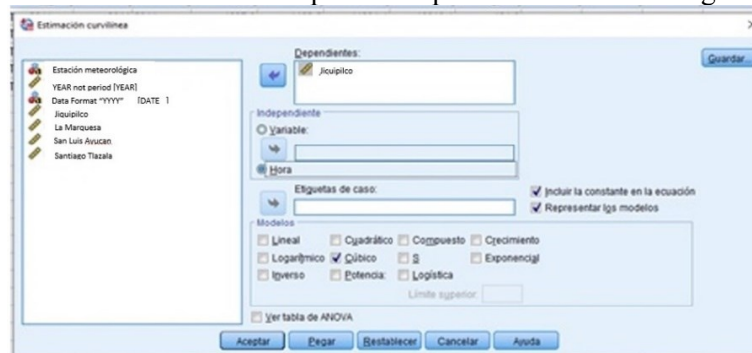 Estimación curvilínea
Estación meteorológica
YEAR not period [YEAR]
Data Format "YYYY" [DATE_]
Jiquipilco
La Marquesa
San Luis Ayucan
Santiago Tlazala
Dependientes:
Jicuipilco
Guardar...
Independiente
Variable:
Hora
Etiquetas de caso:
Incluir la constante en la ecuación
Representar los modelos
Modelos
Lineal Cuadrático Compuesto Crecimiento
Logarítmico Cúbico S Exponencial
Inverso Potencia: Logística
Límite superior:
Ver tabla de ANOVA
Aceptar Pegar Restablecer Cancelar Ayuda